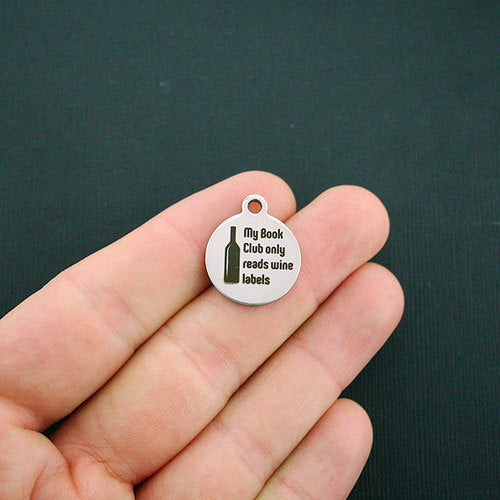 My Book
Club only
reads wine
labels